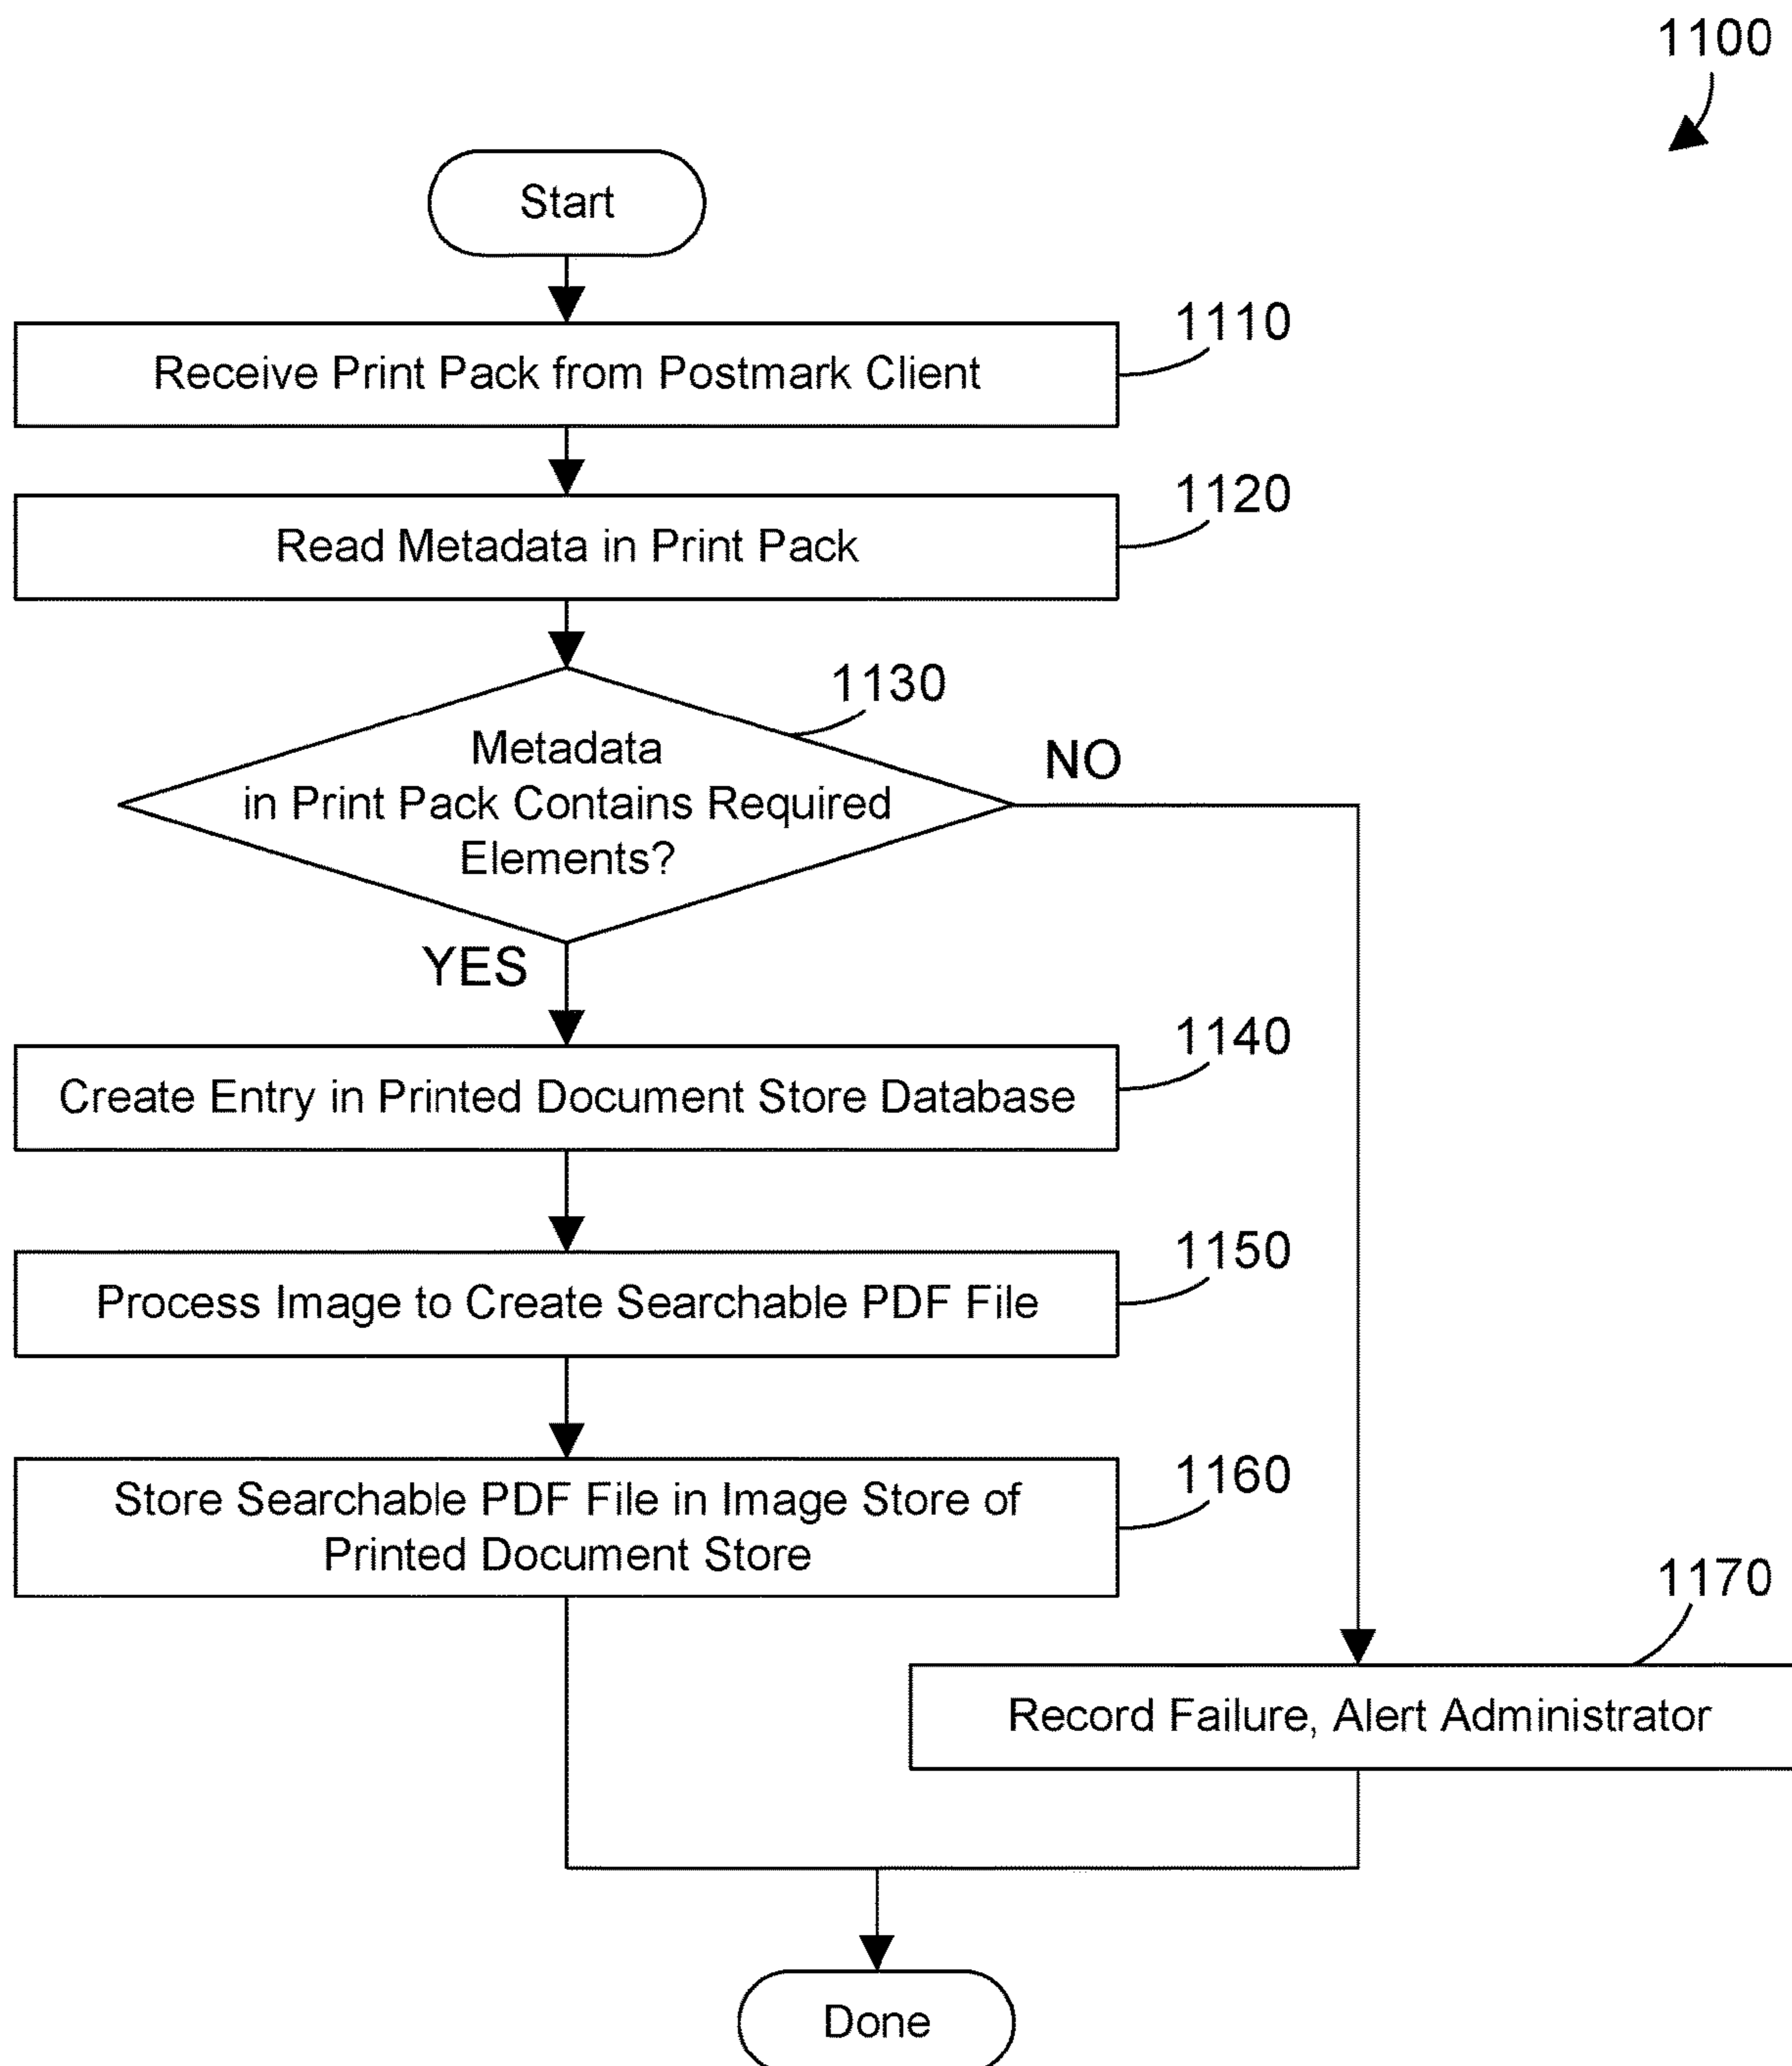 1100
Start
1110
Receive Print Pack from Postmark Client
1120
Read Metadata in Print Pack
1130
Metadata
in Print Pack Contains Required
Elements?
NO
YES
1140
Create Entry in Printed Document Store Database
1150
Process Image to Create Searchable PDF File
1160
Store Searchable PDF File in Image Store of
Printed Document Store
1170
Record Failure, Alert Administrator
Done